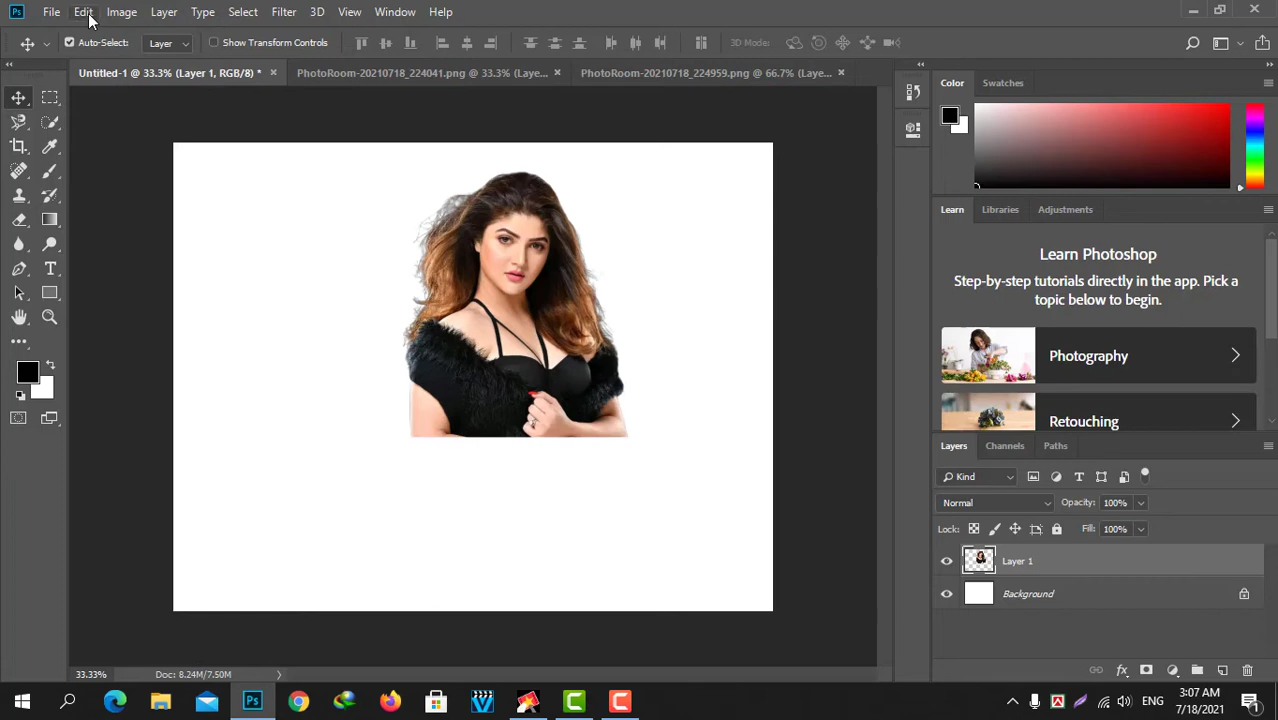 Ps File Edit Image Layer Type Select Filter 3D View Window Help
Auto-Select: Layer Show Transform Controls 3D Mode:
Untitled-1 @ 33.3% (Layer 1, RGB/8) * PhotoRoom-20210718_224041.png @ 33.3% (Laye... PhotoRoom-20210718_224959.png @ 66.7% (Laye...
Color Swatches
Learn Libraries Adjustments
Learn Photoshop
Step-by-step tutorials directly in the app. Pick a
topic below to begin.
Photography
Retouching
Layers Channels Paths
Kind
Normal Opacity: 100%
Lock: Fill: 100%
Layer 1
Background
33.33% Doc: 8.24M/7.50M
Ps W ENG 3:07 AM
7/18/2021 1